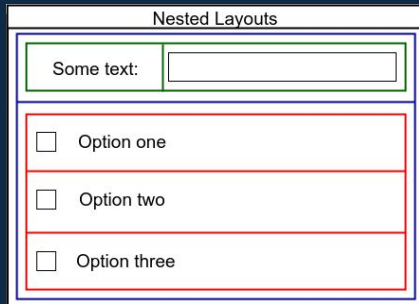 Nested Layouts
Some text:
Option one
Option two
Option three